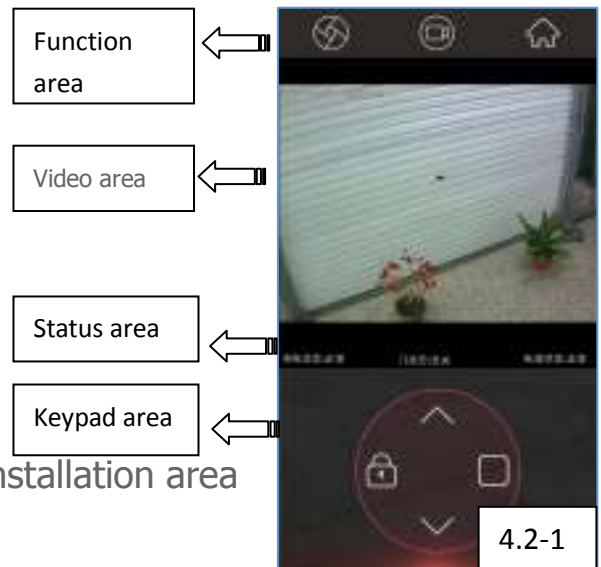 Function
area
Video area
Status area
Keypad area
nstallation area
4.2-1